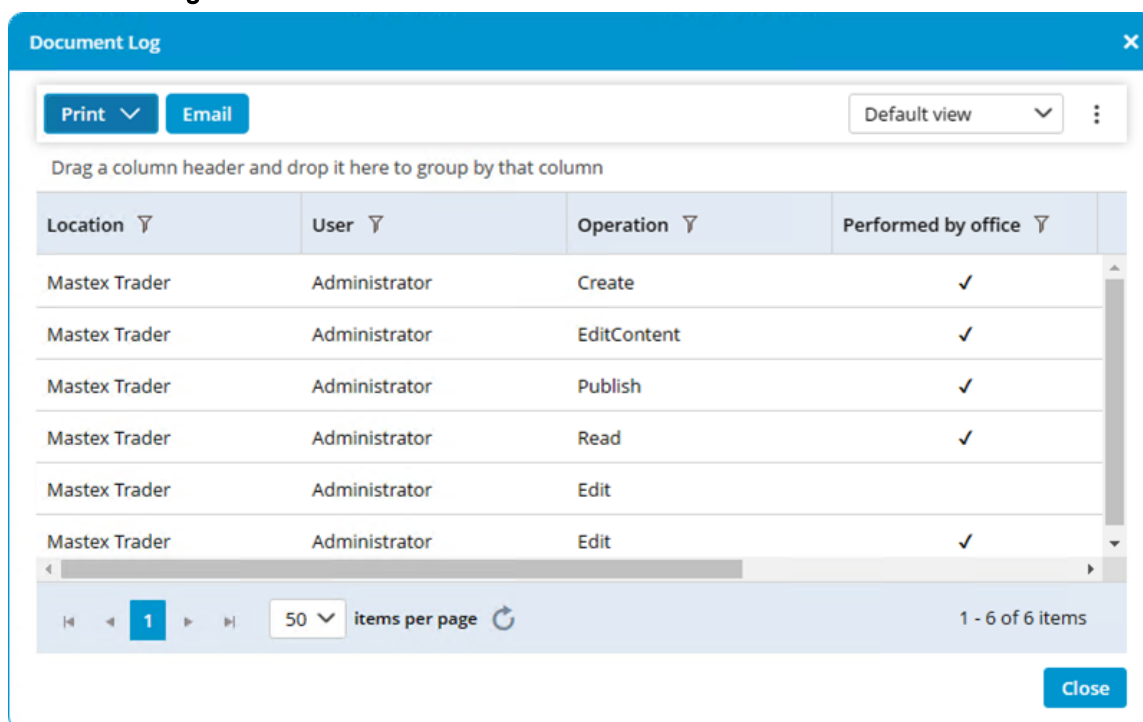 Document Log
Print Email Default view
Drag a column header and drop it here to group by that column
Location User Operation Performed by office
Mastex Trader Administrator Create ✓
Mastex Trader Administrator EditContent ✓
Mastex Trader Administrator Publish ✓
Mastex Trader Administrator Read ✓
Mastex Trader Administrator Edit
Mastex Trader Administrator Edit ✓
1 50 items per page 1 - 6 of 6 items
Close